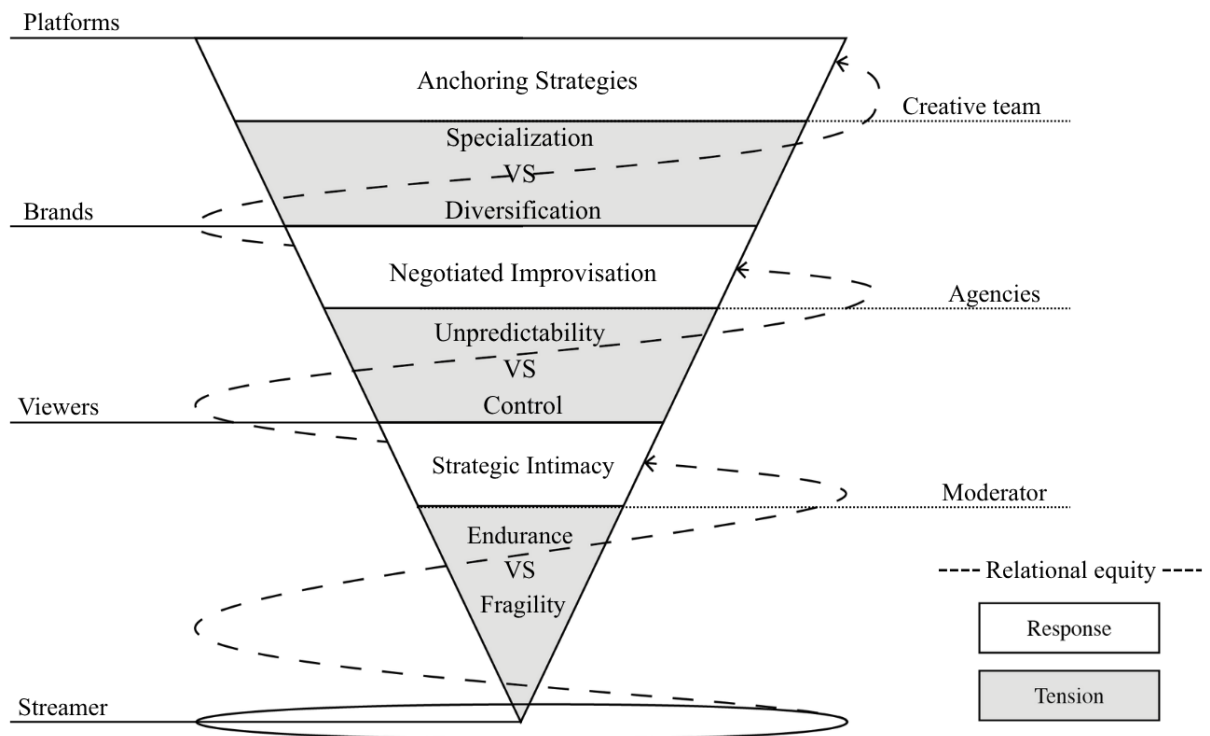 Platforms
Anchoring Strategies
Creative team
Specialization
VS
Diversification
Brands
Negotiated Improvisation
Agencies
Unpredictability
VS
Control
Viewers
Strategic Intimacy
Moderator
Endurance
VS
Fragility
Relational equity
Response
Tension
Streamer